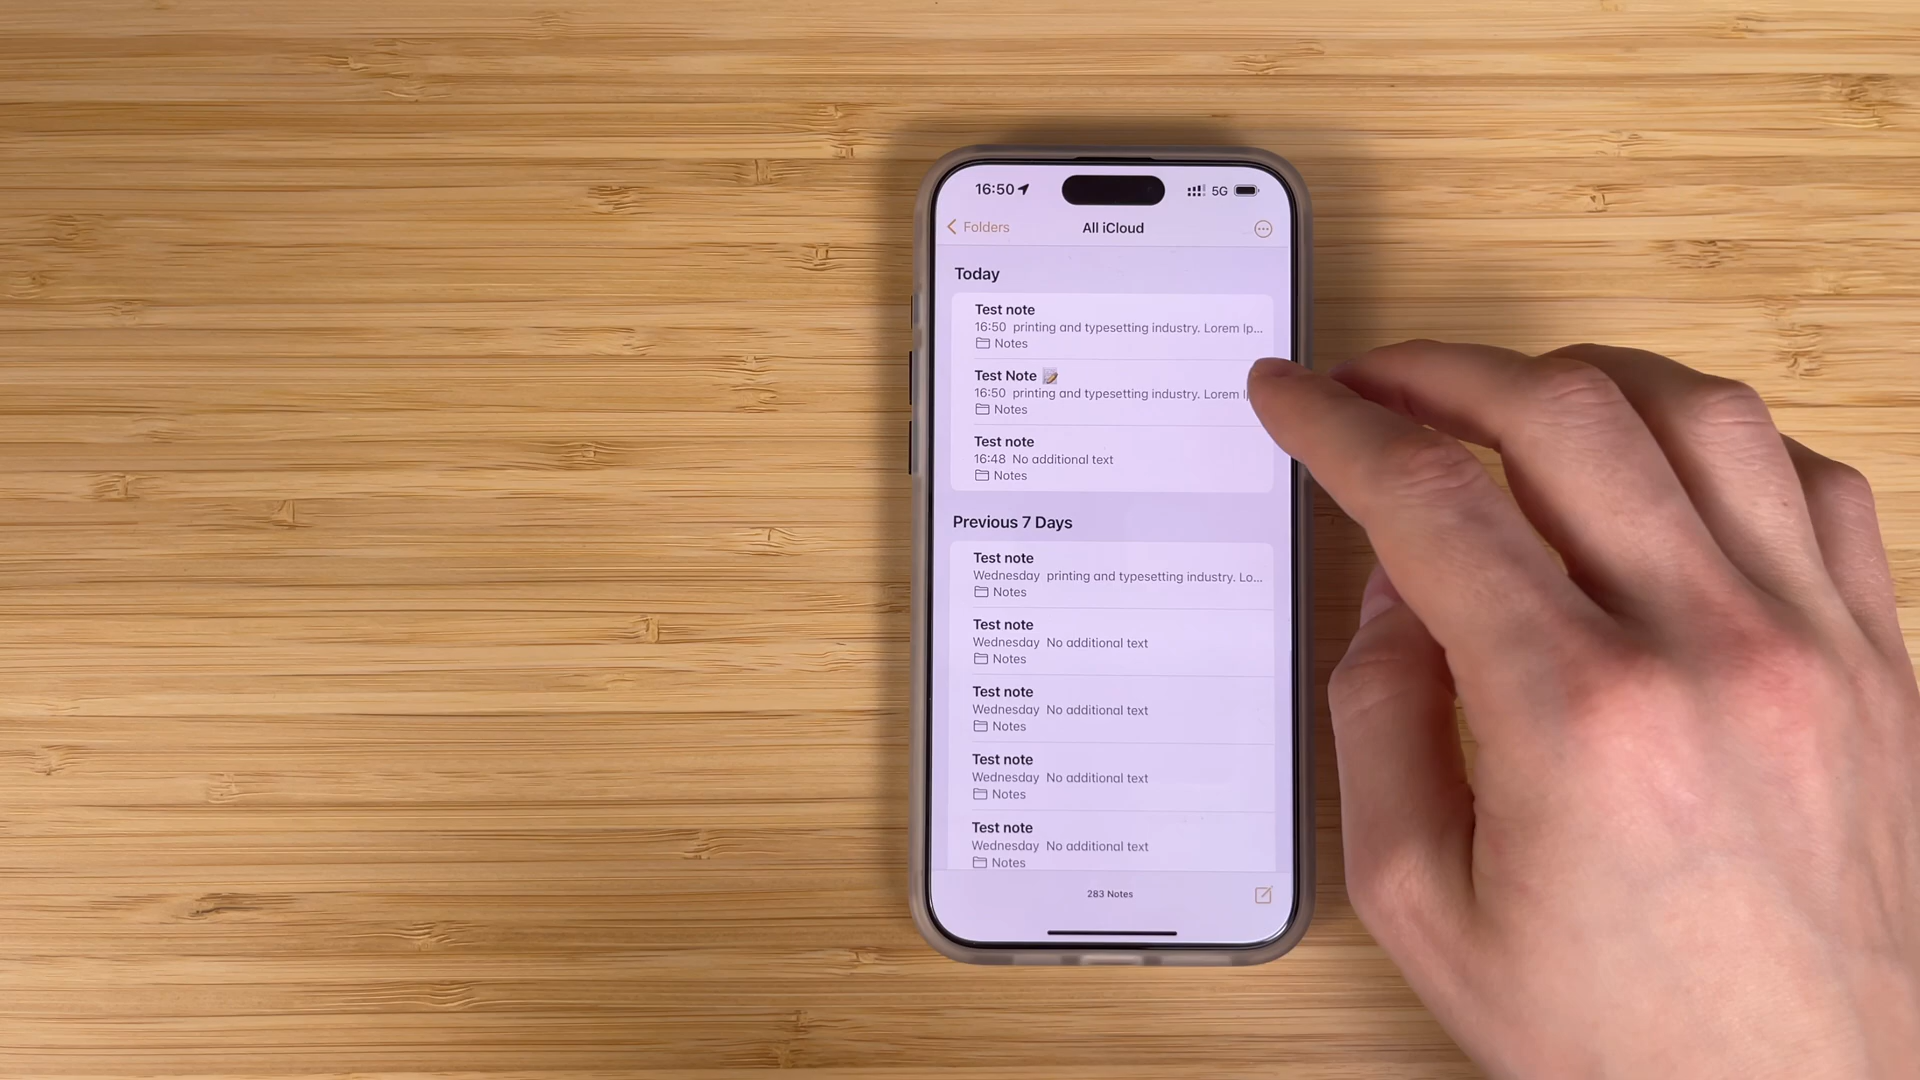 16:50 5G
Folders All iCloud
Today
Test note
16:50 printing and typesetting industry. Lorem Ip...
Notes
Test Note 📝
16:50 printing and typesetting industry. Lorem
Notes
Test note
16:48 No additional text
Notes
Previous 7 Days
Test note
Wednesday printing and typesetting industry. Lo...
Notes
Test note
Wednesday No additional text
Notes
Test note
Wednesday No additional text
Notes
Test note
Wednesday No additional text
Notes
Test note
Wednesday No additional text
Notes
283 Notes